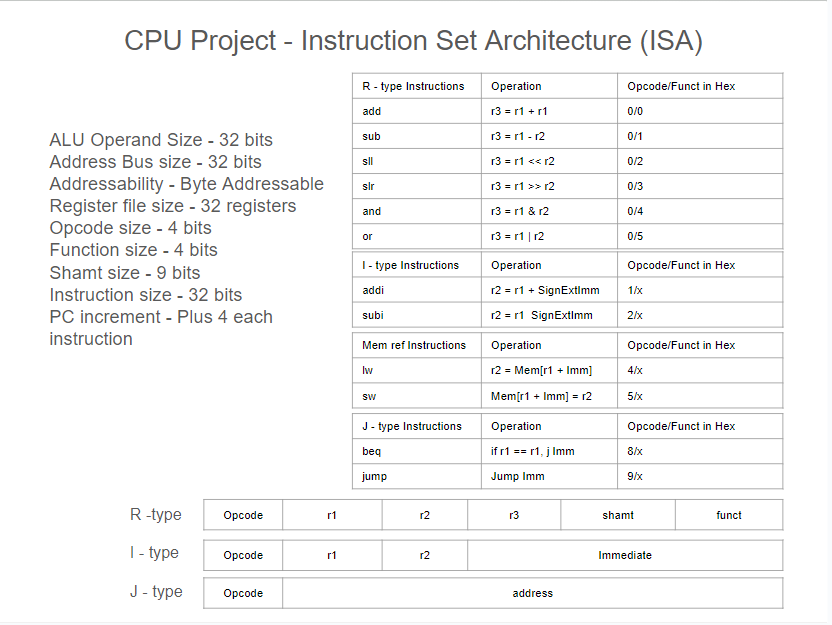 CPU Project - Instruction Set Architecture (ISA)
ALU Operand Size - 32 bits
Address Bus size - 32 bits
Addressability - Byte Addressable
Register file size - 32 registers
Opcode size - 4 bits
Function size - 4 bits
Shamt size - 9 bits
Instruction size - 32 bits
PC increment - Plus 4 each
instruction
R - type Instructions Operation Opcode/Funct in Hex
add r3 = r1 + r1 0/0
sub r3 = r1 - r2 0/1
sll r3 = r1 << r2 0/2
slr r3 = r1 >> r2 0/3
and r3 = r1 & r2 0/4
or r3 = r1 | r2 0/5
I - type Instructions Operation Opcode/Funct in Hex
addi r2 = r1 + SignExtImm 1/x
subi r2 = r1 SignExtImm 2/x
Mem ref Instructions Operation Opcode/Funct in Hex
lw r2 = Mem[r1 + Imm] 4/x
sw Mem[r1 + Imm] = r2 5/x
J - type Instructions Operation Opcode/Funct in Hex
beq if r1 == r1, j Imm 8/x
jump Jump Imm 9/x
R -type Opcode r1 r2 r3 shamt funct
I - type Opcode r1 r2 Immediate
J - type Opcode address